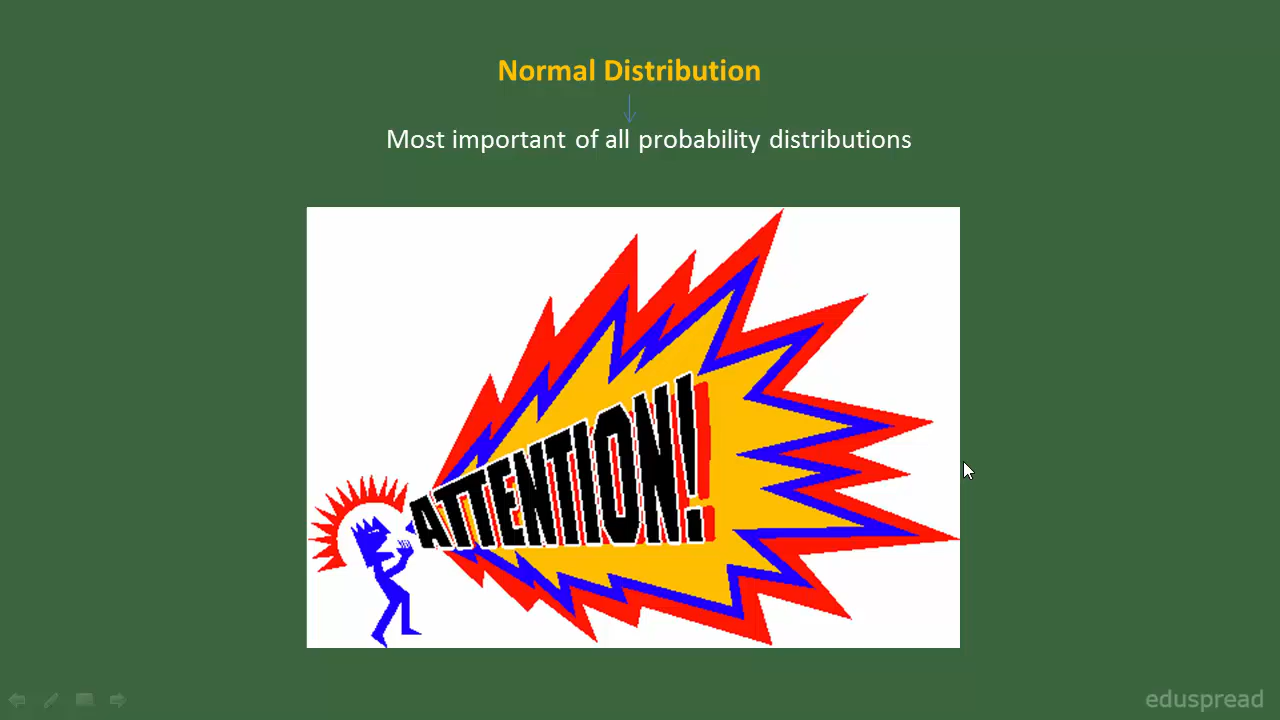 Normal Distribution
Most important of all probability distributions
ATTENTION!
eduspread